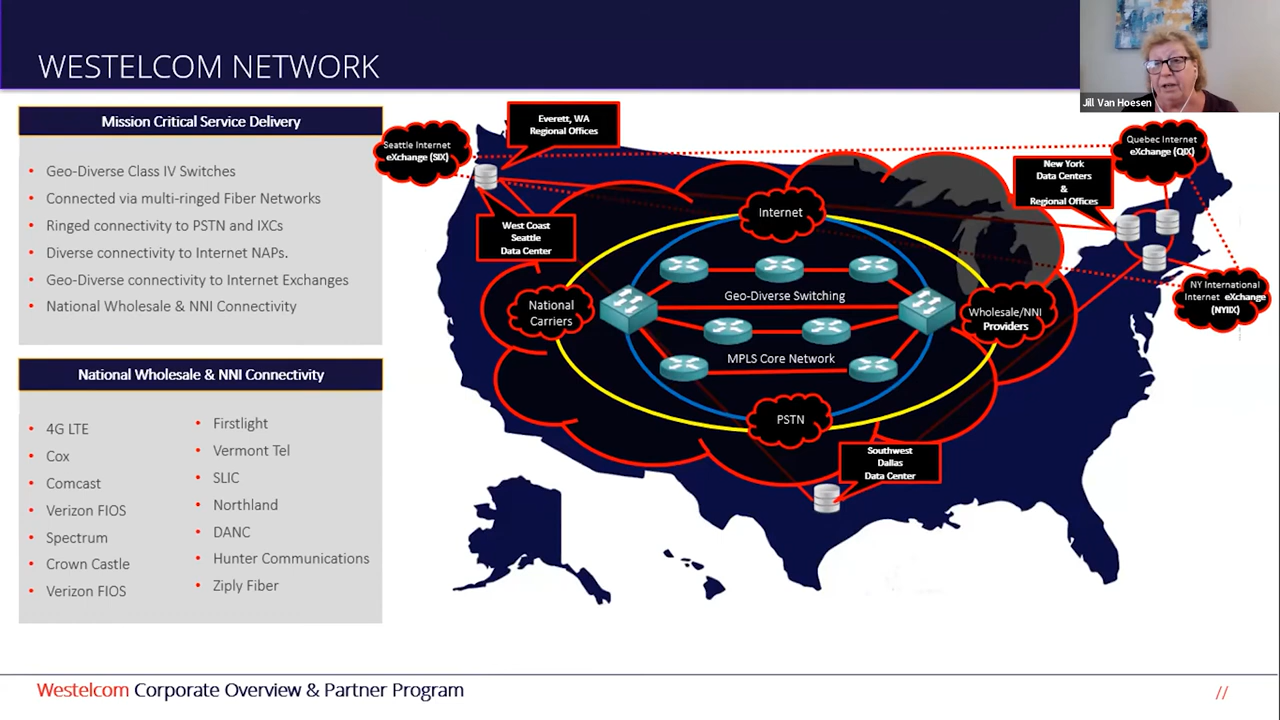 WESTELCOM NETWORK
Jill Van Hoesen
Mission Critical Service Delivery
• Geo-Diverse Class IV Switches
• Connected via multi-ringed Fiber Networks
• Ringed connectivity to PSTN and IXCs
• Diverse connectivity to Internet NAPs.
• Geo-Diverse connectivity to Internet Exchanges
• National Wholesale & NNI Connectivity
National Wholesale & NNI Connectivity
• 4G LTE
• Cox
• Comcast
• Verizon FIOS
• Spectrum
• Crown Castle
• Verizon FIOS
• Firstlight
• Vermont Tel
• SLIC
• Northland
• DANC
• Hunter Communications
• Ziply Fiber
Seattle Internet
eXchange (SIX)
Everett, WA
Regional Offices
West Coast
Seattle
Data Center
Quebec Internet
eXchange (QIX)
New York
Data Centers
&
Regional Offices
NY International
Internet eXchange
(NYIIX)
Internet
National
Carriers
Geo-Diverse Switching
Wholesale/NNI
Providers
MPLS Core Network
PSTN
Southwest
Dallas
Data Center
Westelcom Corporate Overview & Partner Program
//